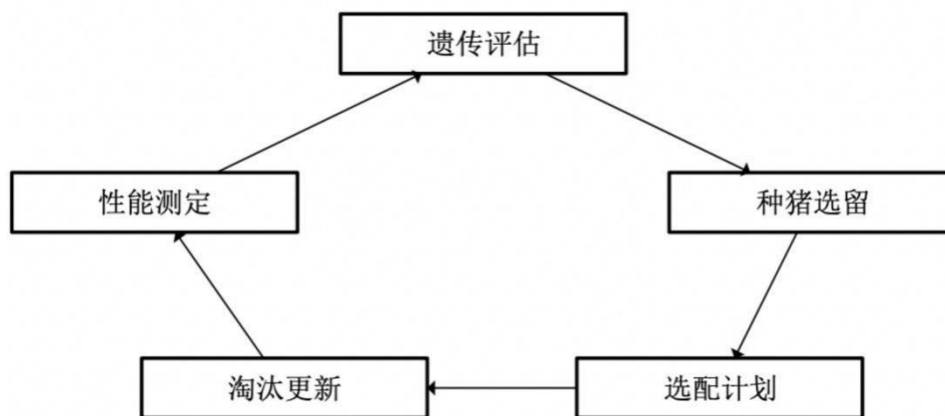 遗传评估
性能测定
种猪选留
淘汰更新
选配计划